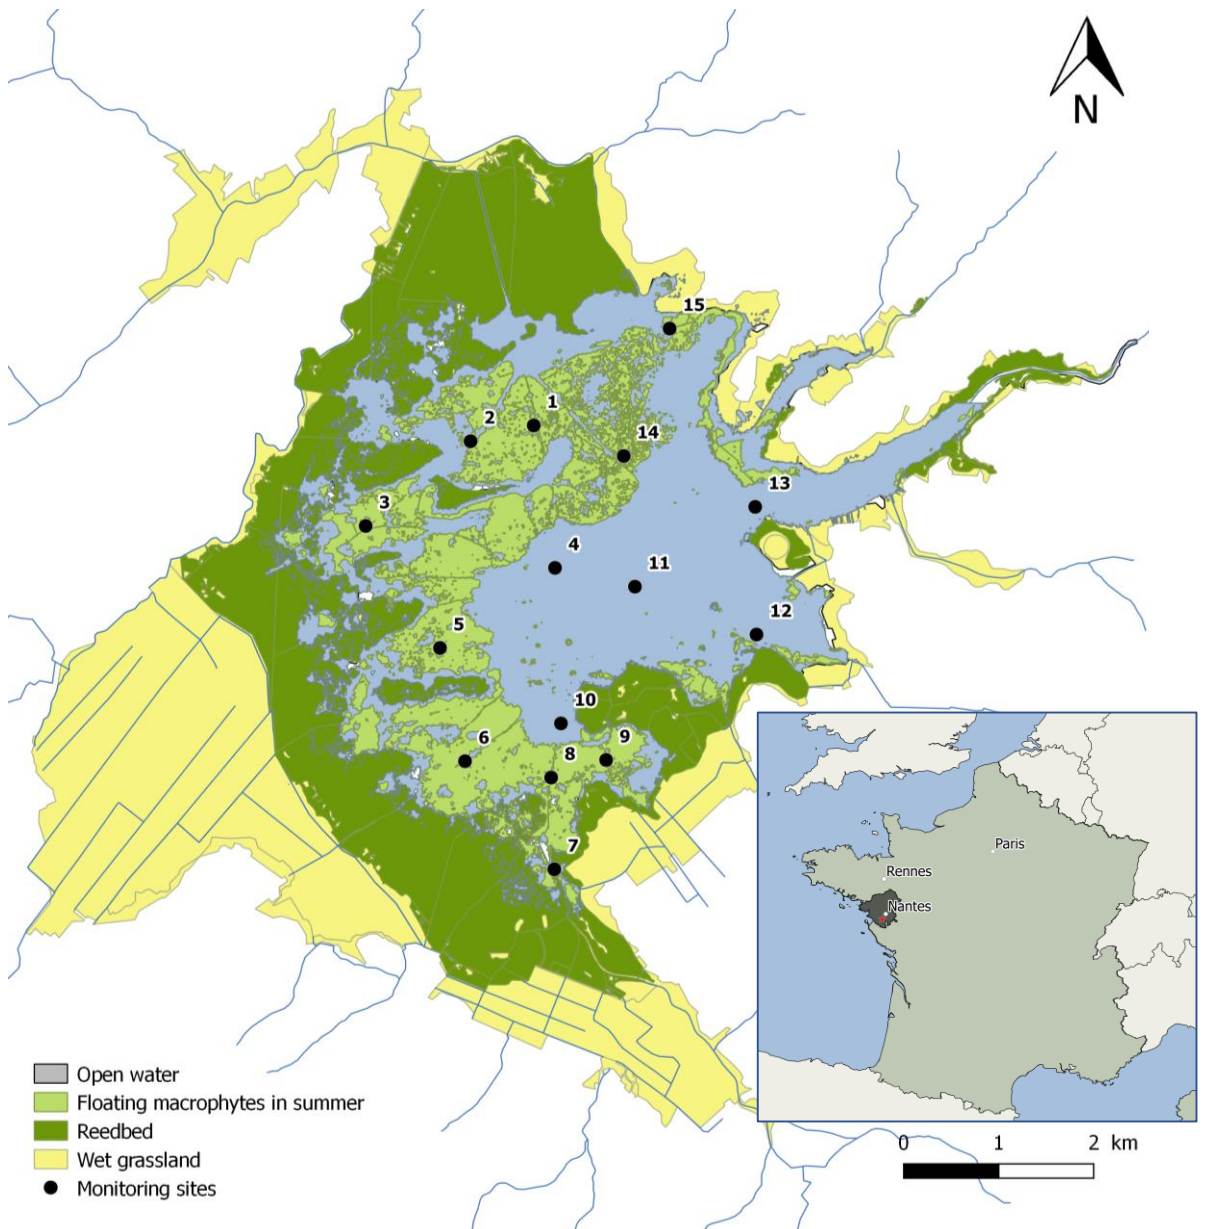 N
15
1
2
14
3
13
4
11
12
5
10
6
8
9
7
Paris
Rennes
Nantes
Open water
Floating macrophytes in summer
Reedbed
Wet grassland
Monitoring sites
0 1 2 km